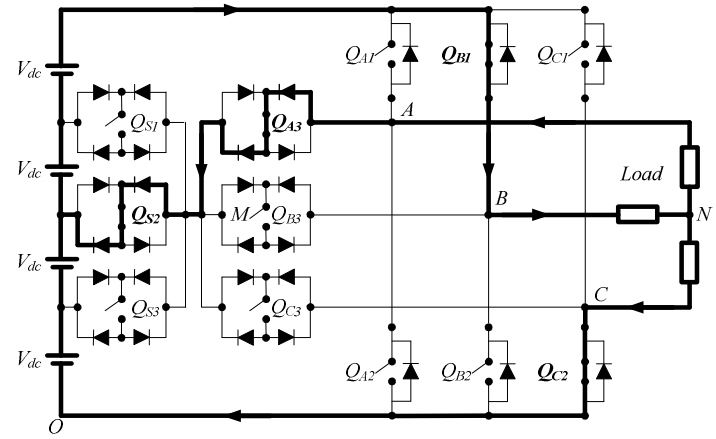 Q_A1 Q_B1 Q_C1
V_dc
Q_S1 Q_A3 A
V_dc
Load
Q_S2 M Q_B3 B N
V_dc
Q_S3 Q_C3 C
V_dc Q_A2 Q_B2 Q_C2
O